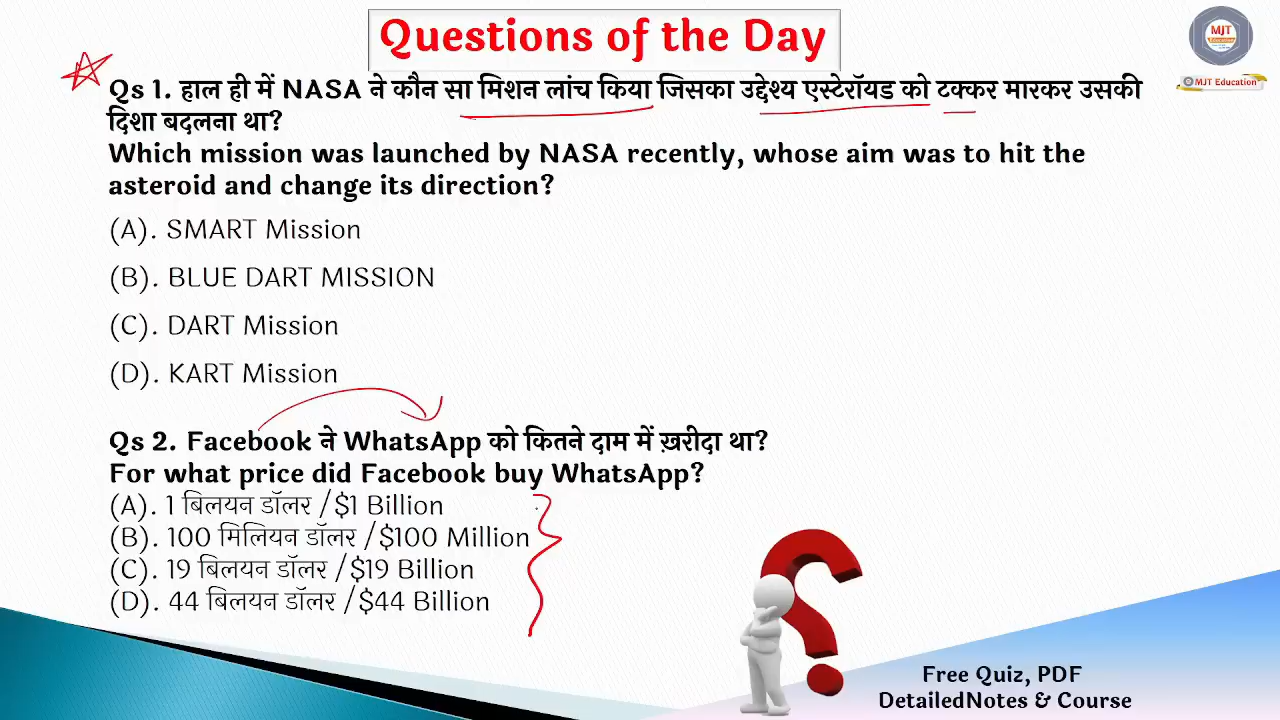 Questions of the Day
MJT
Education
MJT Education
Qs 1. हाल ही में NASA ने कौन सा मिशन लांच किया जिसका उद्देश्य एस्टेरॉयड को टक्कर मारकर उसकी
दिशा बदलना था?
Which mission was launched by NASA recently, whose aim was to hit the
asteroid and change its direction?
(A). SMART Mission
(B). BLUE DART MISSION
(C). DART Mission
(D). KART Mission
Qs 2. Facebook ने WhatsApp को कितने दाम में ख़रीदा था?
For what price did Facebook buy WhatsApp?
(A). 1 बिलयन डॉलर /$1 Billion
(B). 100 मिलियन डॉलर /$100 Million
(C). 19 बिलयन डॉलर /$19 Billion
(D). 44 बिलयन डॉलर /$44 Billion
Free Quiz, PDF
DetailedNotes & Course